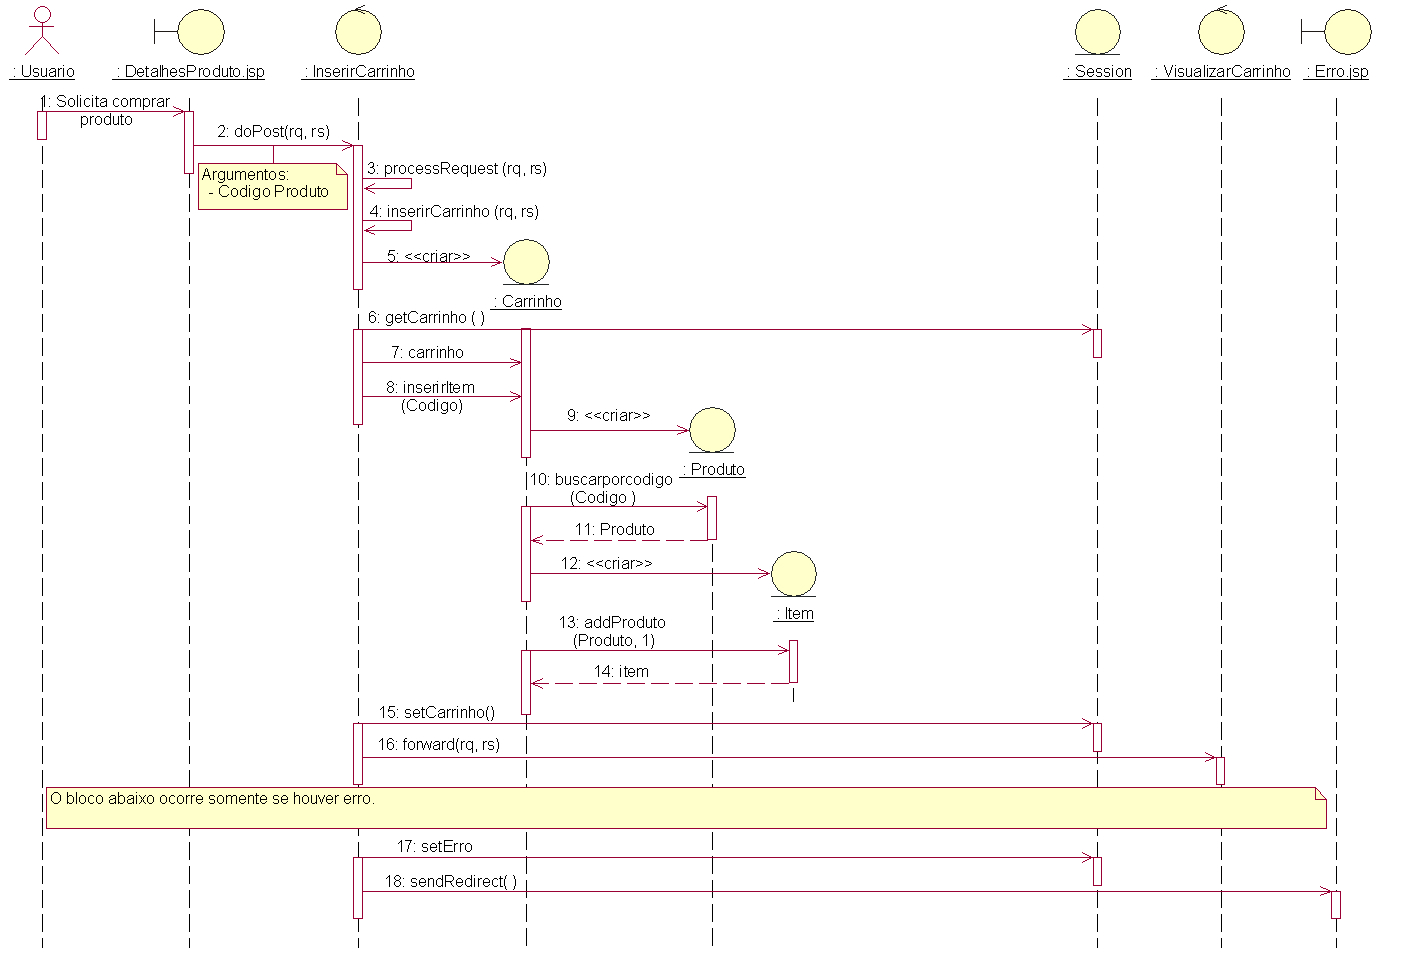 : Usuario
: DetalhesProduto.jsp
: InserirCarrinho
: Session
: VisualizarCarrinho
: Erro.jsp
1: Solicita comprar
produto
2: doPost(rq, rs)
Argumentos:
- Codigo Produto
3: processRequest (rq, rs)
4: inserirCarrinho (rq, rs)
5: <<criar>>
: Carrinho
6: getCarrinho ( )
7: carrinho
8: inserirItem
(Codigo)
9: <<criar>>
: Produto
10: buscarporcodigo
(Codigo )
11: Produto
12: <<criar>>
: Item
13: addProduto
(Produto, 1)
14: item
15: setCarrinho()
16: forward(rq, rs)
O bloco abaixo ocorre somente se houver erro.
17: setErro
18: sendRedirect( )